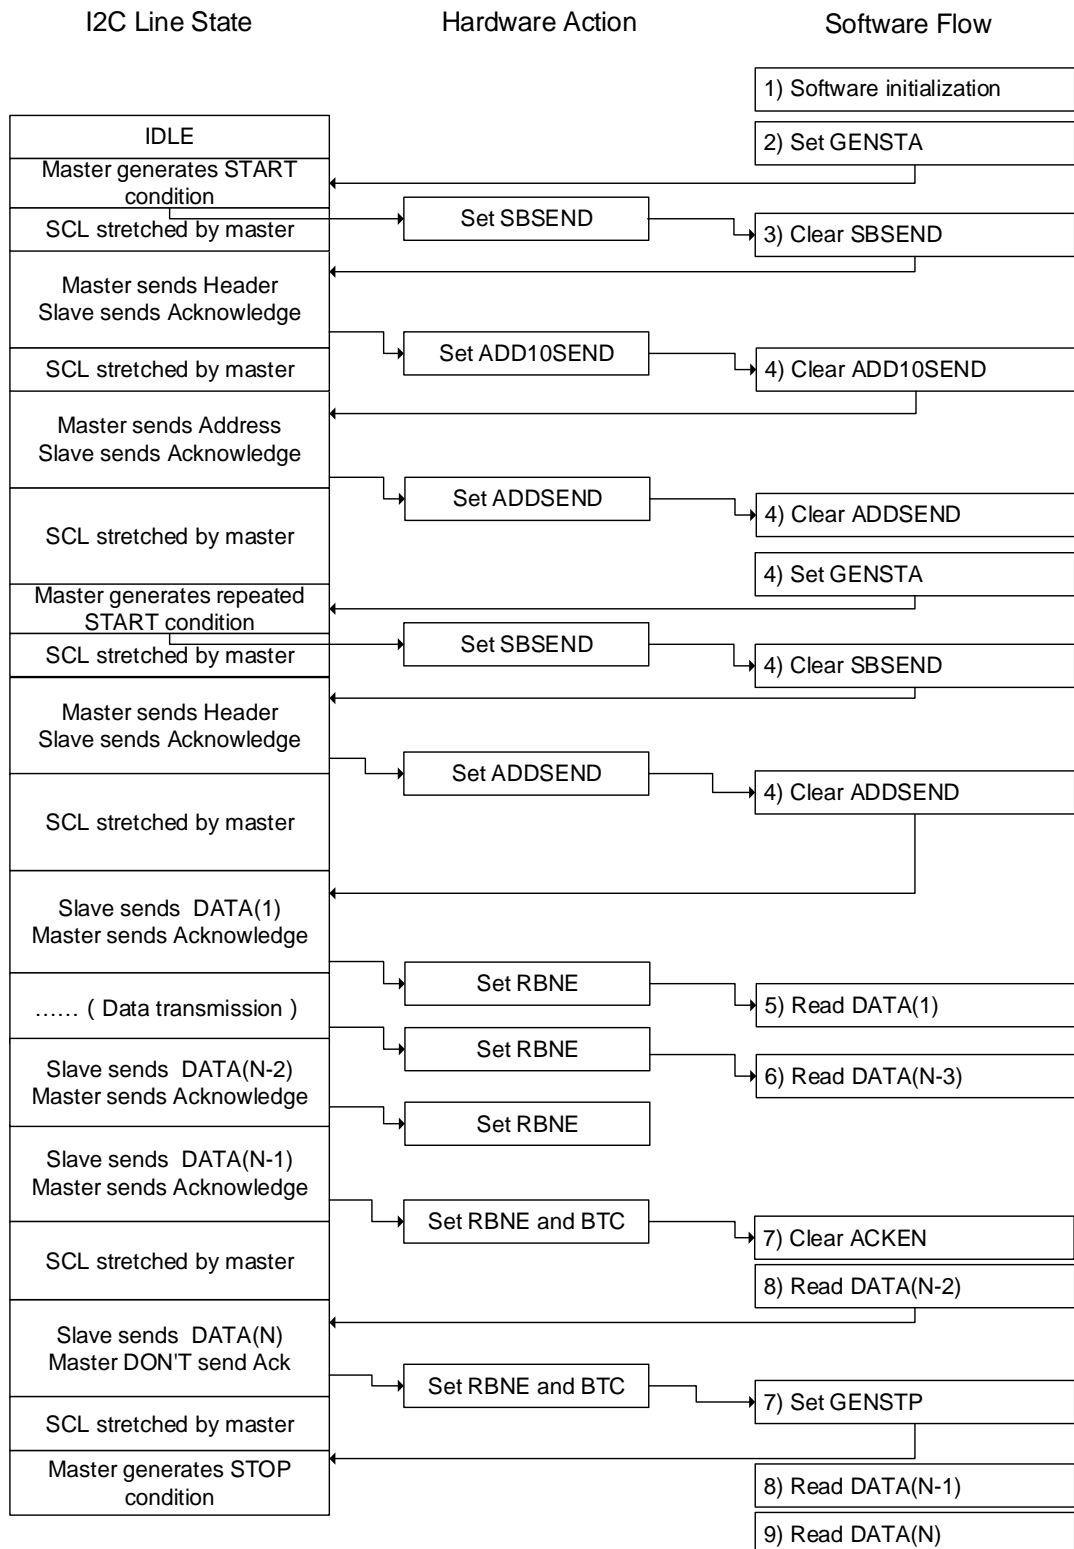 I2C Line State
Hardware Action
Software Flow
1) Software initialization
IDLE
2) Set GENSTA
Master generates START
condition
Set SBSEND
SCL stretched by master
3) Clear SBSEND
Master sends Header
Slave sends Acknowledge
Set ADD10SEND
SCL stretched by master
4) Clear ADD10SEND
Master sends Address
Slave sends Acknowledge
Set ADDSEND
4) Clear ADDSEND
SCL stretched by master
4) Set GENSTA
Master generates repeated
START condition
Set SBSEND
SCL stretched by master
4) Clear SBSEND
Master sends Header
Slave sends Acknowledge
Set ADDSEND
4) Clear ADDSEND
SCL stretched by master
Slave sends DATA(1)
Master sends Acknowledge
Set RBNE
5) Read DATA(1)
…… ( Data transmission )
Set RBNE
6) Read DATA(N-3)
Slave sends DATA(N-2)
Master sends Acknowledge
Set RBNE
Slave sends DATA(N-1)
Master sends Acknowledge
Set RBNE and BTC
7) Clear ACKEN
SCL stretched by master
8) Read DATA(N-2)
Slave sends DATA(N)
Master DON'T send Ack
Set RBNE and BTC
7) Set GENSTP
SCL stretched by master
Master generates STOP
condition
8) Read DATA(N-1)
9) Read DATA(N)